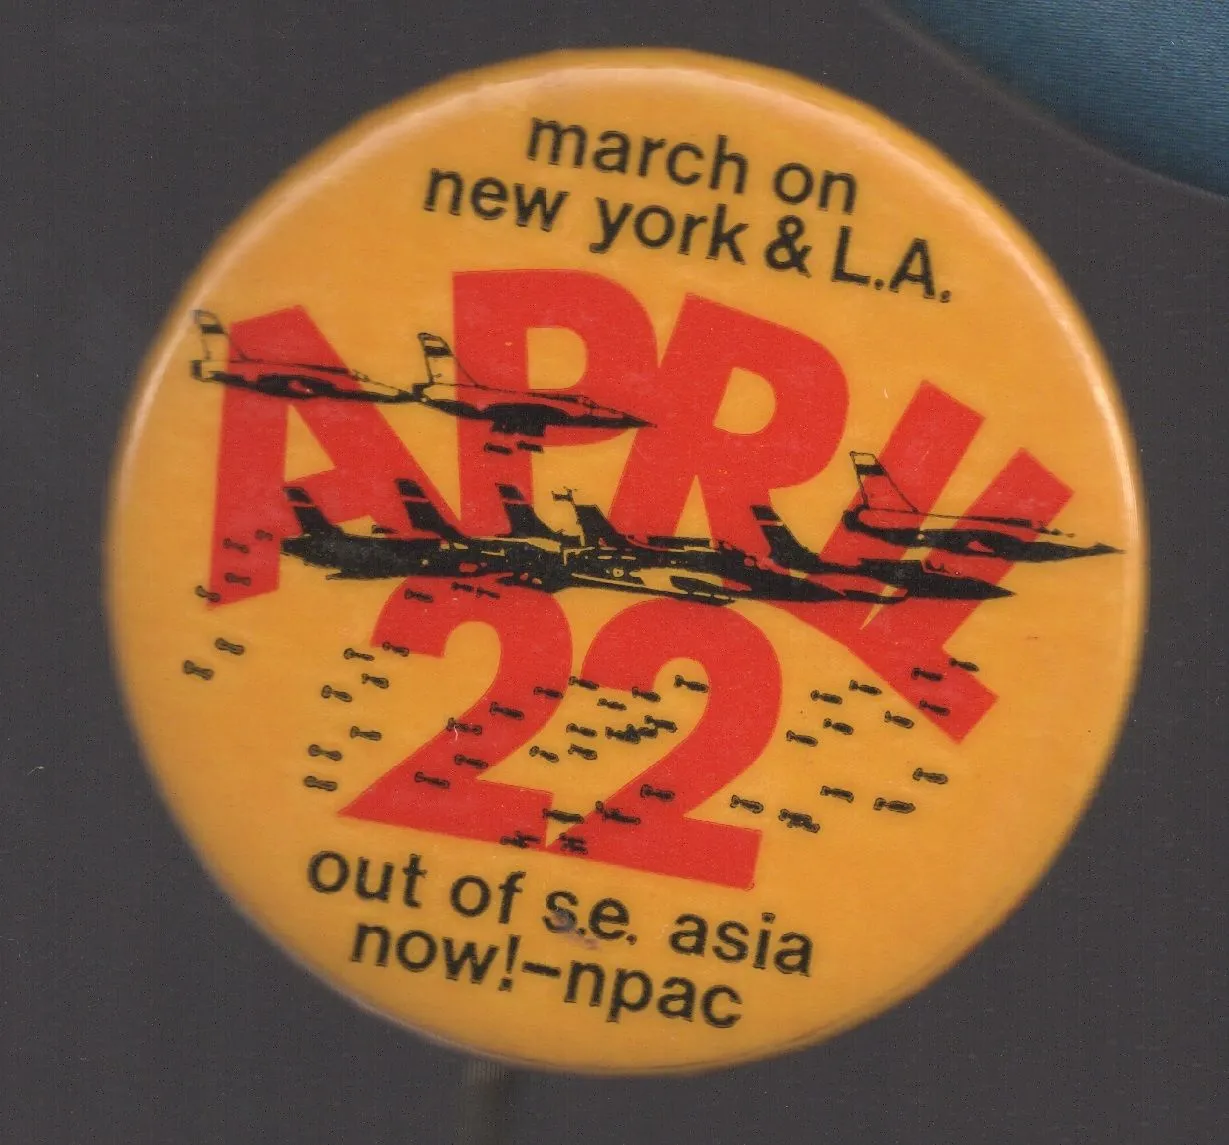 march on
new york & L.A.
APRIL
22
out of s.e. asia
now!–npac